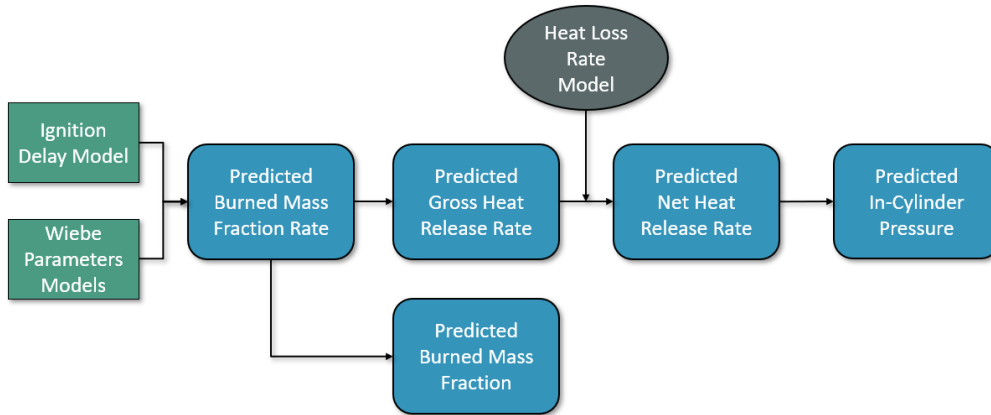 Heat Loss
Rate
Model
Ignition
Delay Model
Wiebe
Parameters
Models
Predicted
Burned Mass
Fraction Rate
Predicted
Gross Heat
Release Rate
Predicted
Net Heat
Release Rate
Predicted
In-Cylinder
Pressure
Predicted
Burned Mass
Fraction